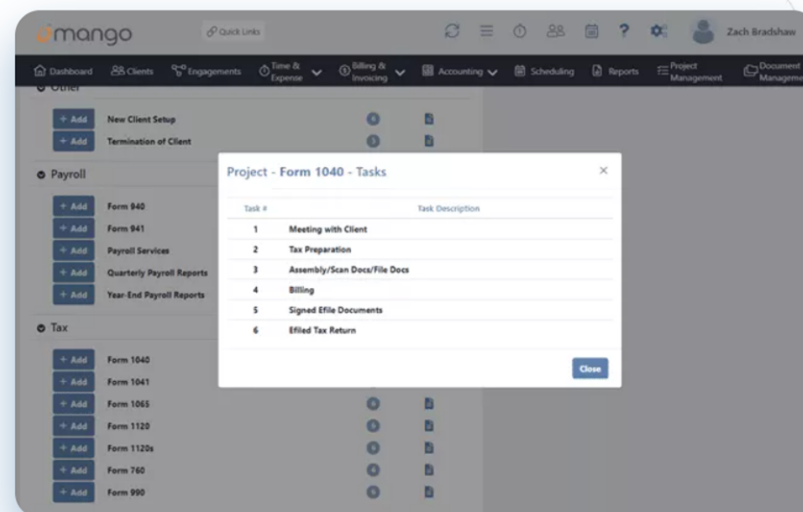 mango
Quick Links
?
Zach Bradshaw
Dashboard
Clients
Engagements
Time & Expense
Billing & Invoicing
Accounting
Scheduling
Reports
Project Management
Document
Other
+ Add New Client Setup
+ Add Termination of Client
Payroll
+ Add Form 940
+ Add Form 941
+ Add Payroll Services
+ Add Quarterly Payroll Reports
+ Add Year-End Payroll Reports
Tax
+ Add Form 1040
+ Add Form 1041
+ Add Form 1065
+ Add Form 1120
+ Add Form 1120s
+ Add Form 760
+ Add Form 990
Project - Form 1040 - Tasks
Task # Task Description
1 Meeting with Client
2 Tax Preparation
3 Assembly/Scan Docs/File Docs
4 Billing
5 Signed Efile Documents
6 Efiled Tax Return
Close